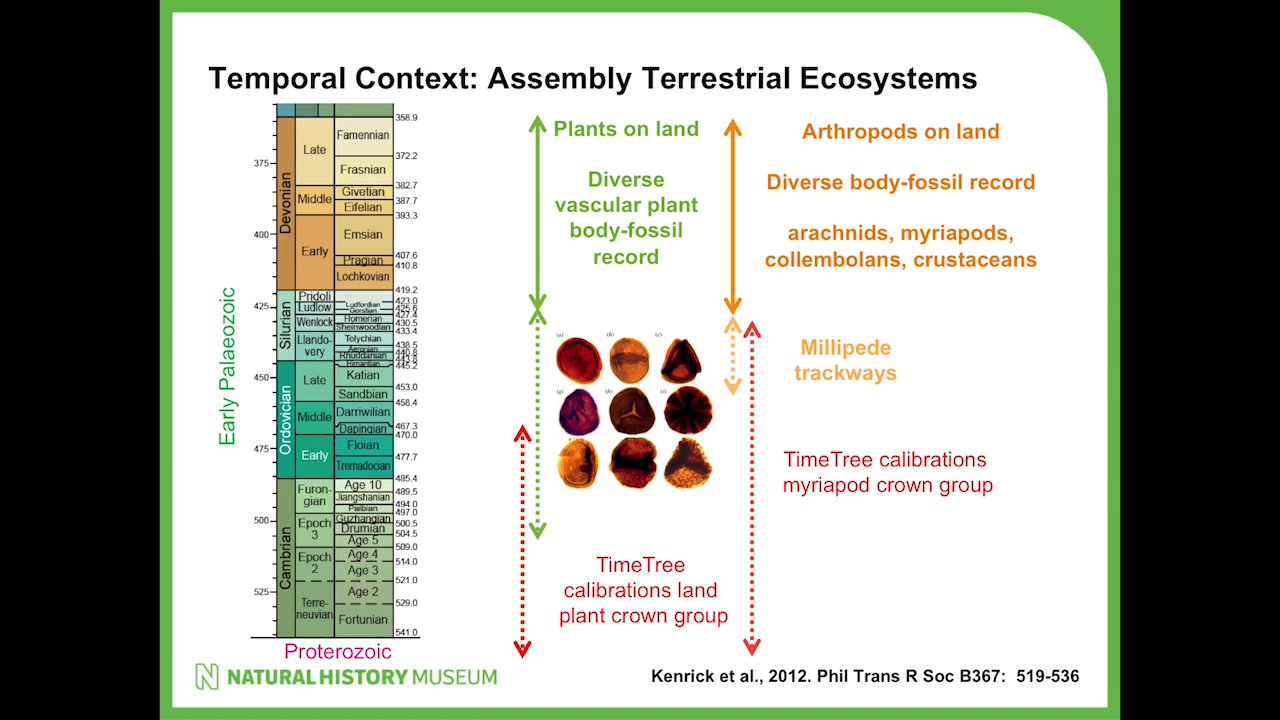 Temporal Context: Assembly Terrestrial Ecosystems
358.9
Famennian
Late
375
372.2
Frasnian
382.7
Middle
Givetian
387.7
Eifelian
393.3
Devonian
400
Emsian
Early
407.6
Pragian
410.8
Lochkovian
419.2
Pridoli
423.0
Ludlow
Ludfordian
425.6
Gorstian
425
427.4
Wenlock
Homerian
430.5
Sheinwoodian
433.4
Silurian
Llando-
very
Telychian
438.5
Aeronian
440.8
Rhuddanian
Hirnantian
445.2
450
Late
Katian
453.0
Sandbian
458.4
Ordovician
Middle
Darriwilian
467.3
Dapingian
470.0
475
Early
Floian
477.7
Tremadocian
485.4
Furon-
gian
Age 10
489.5
Jiangshanian
494.0
Paibian
497.0
500
Epoch
3
Guzhangian
500.5
Drumian
504.5
Age 5
509.0
Cambrian
Epoch
2
Age 4
514.0
Age 3
521.0
525
Terre-
neuvian
Age 2
529.0
Fortunian
541.0
Early Palaeozoic
Proterozoic
Plants on land
Diverse
vascular plant
body-fossil
record
Arthropods on land
Diverse body-fossil record
arachnids, myriapods,
collembolans, crustaceans
(a)
(b)
(c)
(g)
(h)
(i)
Millipede
trackways
TimeTree calibrations
myriapod crown group
TimeTree
calibrations land
plant crown group
NATURAL HISTORY MUSEUM
Kenrick et al., 2012. Phil Trans R Soc B367: 519-536